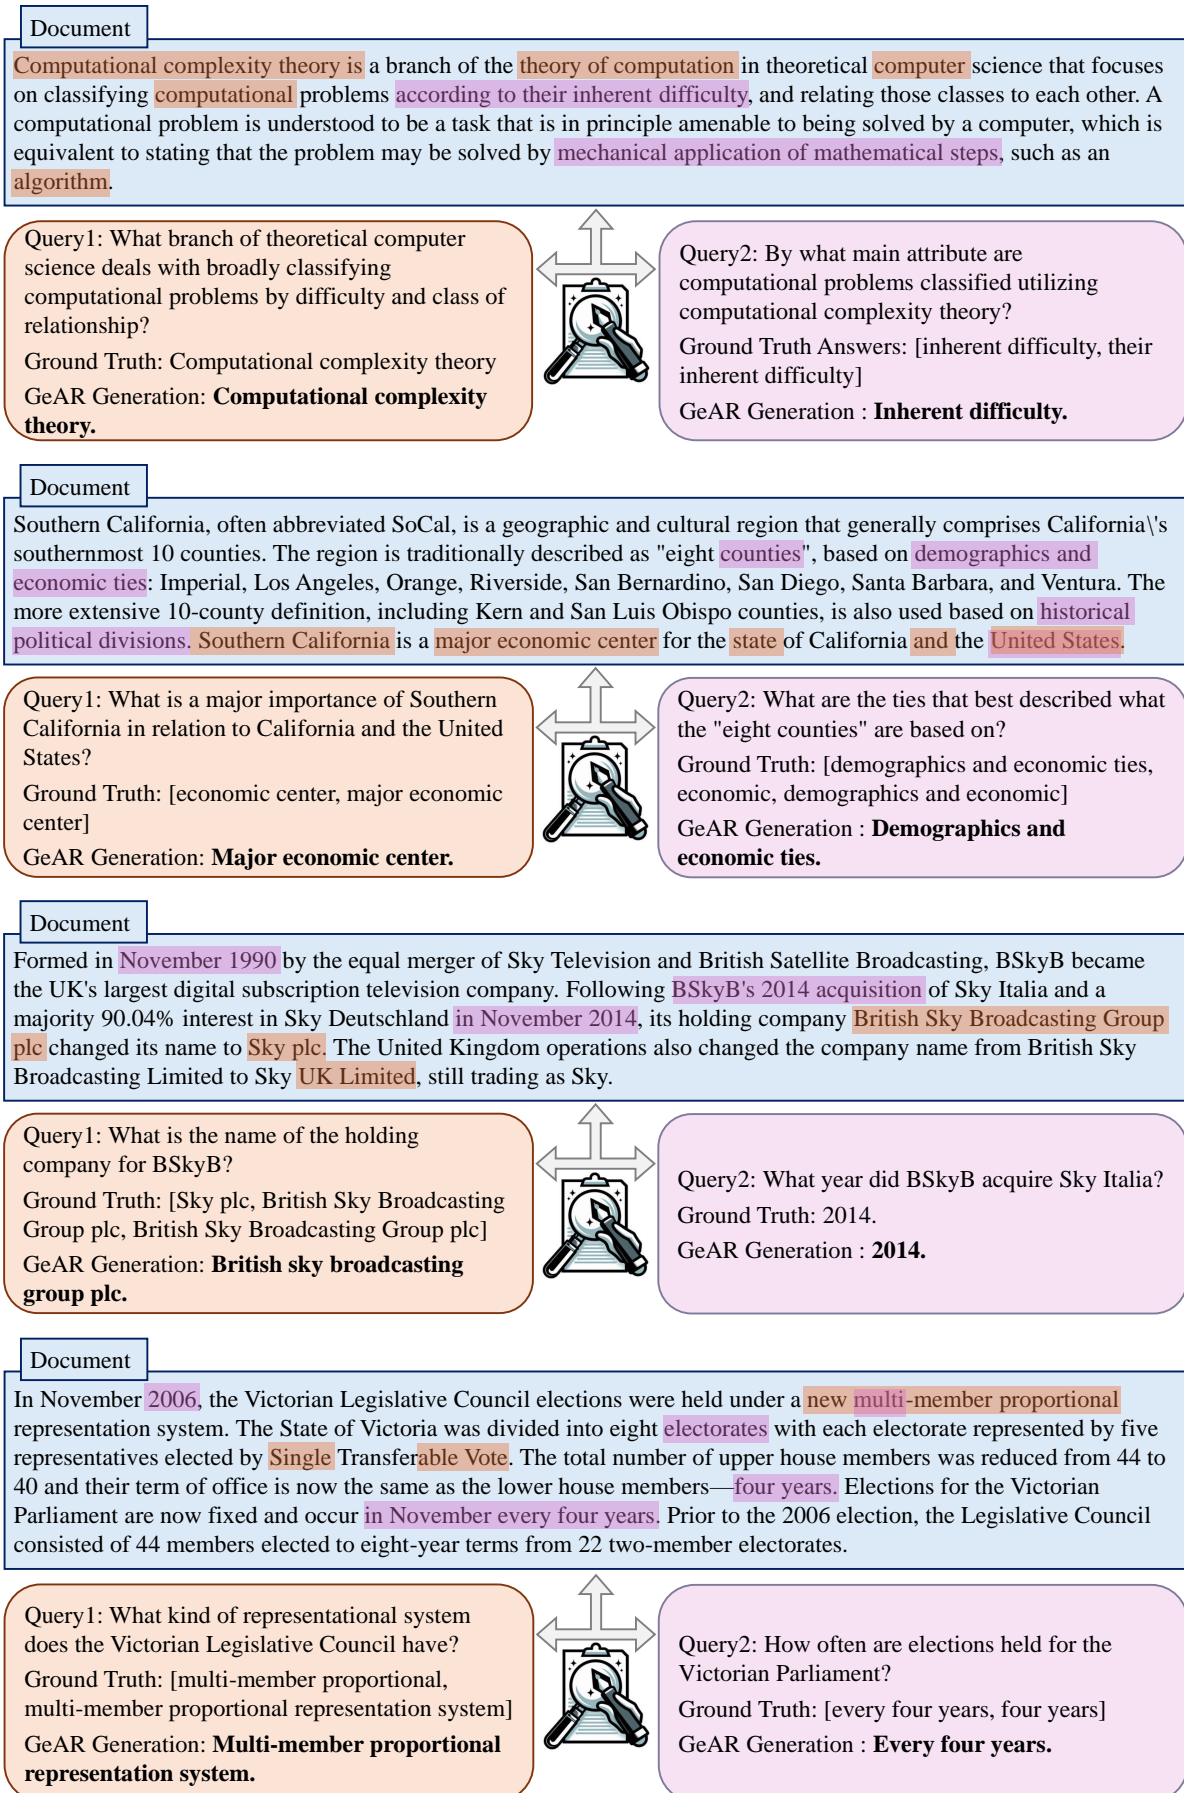 Document
Computational complexity theory is a branch of the theory of computation in theoretical computer science that focuses
on classifying computational problems according to their inherent difficulty, and relating those classes to each other. A
computational problem is understood to be a task that is in principle amenable to being solved by a computer, which is
equivalent to stating that the problem may be solved by mechanical application of mathematical steps, such as an
algorithm.
Query1: What branch of theoretical computer
science deals with broadly classifying
computational problems by difficulty and class of
relationship?
Ground Truth: Computational complexity theory
GeAR Generation: Computational complexity
theory.
Query2: By what main attribute are
computational problems classified utilizing
computational complexity theory?
Ground Truth Answers: [inherent difficulty, their
inherent difficulty]
GeAR Generation : Inherent difficulty.
Document
Southern California, often abbreviated SoCal, is a geographic and cultural region that generally comprises California\'s
southernmost 10 counties. The region is traditionally described as "eight counties", based on demographics and
economic ties: Imperial, Los Angeles, Orange, Riverside, San Bernardino, San Diego, Santa Barbara, and Ventura. The
more extensive 10-county definition, including Kern and San Luis Obispo counties, is also used based on historical
political divisions. Southern California is a major economic center for the state of California and the United States.
Query1: What is a major importance of Southern
California in relation to California and the United
States?
Ground Truth: [economic center, major economic
center]
GeAR Generation: Major economic center.
Query2: What are the ties that best described what
the "eight counties" are based on?
Ground Truth: [demographics and economic ties,
economic, demographics and economic]
GeAR Generation : Demographics and
economic ties.
Document
Formed in November 1990 by the equal merger of Sky Television and British Satellite Broadcasting, BSkyB became
the UK's largest digital subscription television company. Following BSkyB's 2014 acquisition of Sky Italia and a
majority 90.04% interest in Sky Deutschland in November 2014, its holding company British Sky Broadcasting Group
plc changed its name to Sky plc. The United Kingdom operations also changed the company name from British Sky
Broadcasting Limited to Sky UK Limited, still trading as Sky.
Query1: What is the name of the holding
company for BSkyB?
Ground Truth: [Sky plc, British Sky Broadcasting
Group plc, British Sky Broadcasting Group plc]
GeAR Generation: British sky broadcasting
group plc.
Query2: What year did BSkyB acquire Sky Italia?
Ground Truth: 2014.
GeAR Generation : 2014.
Document
In November 2006, the Victorian Legislative Council elections were held under a new multi-member proportional
representation system. The State of Victoria was divided into eight electorates with each electorate represented by five
representatives elected by Single Transferable Vote. The total number of upper house members was reduced from 44 to
40 and their term of office is now the same as the lower house members—four years. Elections for the Victorian
Parliament are now fixed and occur in November every four years. Prior to the 2006 election, the Legislative Council
consisted of 44 members elected to eight-year terms from 22 two-member electorates.
Query1: What kind of representational system
does the Victorian Legislative Council have?
Ground Truth: [multi-member proportional,
multi-member proportional representation system]
GeAR Generation: Multi-member proportional
representation system.
Query2: How often are elections held for the
Victorian Parliament?
Ground Truth: [every four years, four years]
GeAR Generation : Every four years.